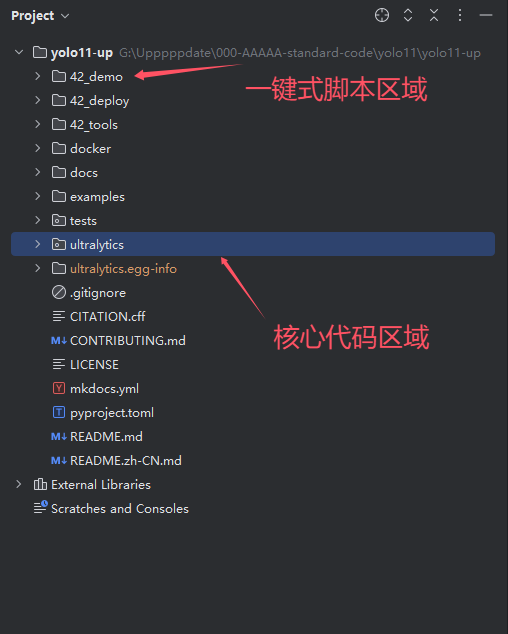 Project
yolo11-up G:\Upppppdate\000-AAAAA-standard-code\yolo11\yolo11-up
42_demo
一键式脚本区域
42_deploy
42_tools
docker
docs
examples
tests
ultralytics
ultralytics.egg-info
.gitignore
CITATION.cff
核心代码区域
M↓ CONTRIBUTING.md
LICENSE
Y mkdocs.yml
T pyproject.toml
M↓ README.md
M↓ README.zh-CN.md
External Libraries
Scratches and Consoles